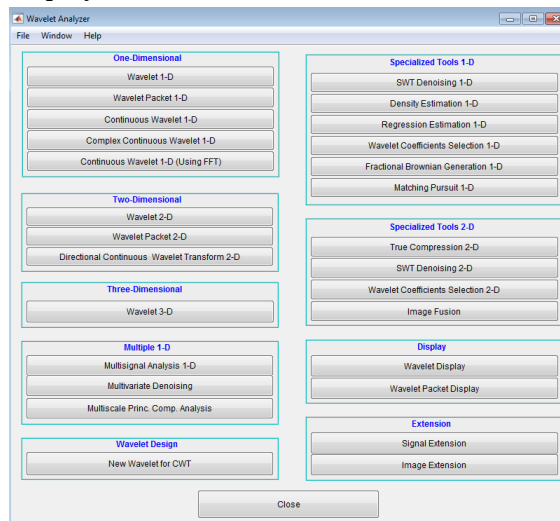 Wavelet Analyzer
File Window Help
One-Dimensional
Wavelet 1-D
Wavelet Packet 1-D
Continuous Wavelet 1-D
Complex Continuous Wavelet 1-D
Continuous Wavelet 1-D (Using FFT)
Two-Dimensional
Wavelet 2-D
Wavelet Packet 2-D
Directional Continuous Wavelet Transform 2-D
Three-Dimensional
Wavelet 3-D
Multiple 1-D
Multisignal Analysis 1-D
Multivariate Denoising
Multiscale Princ. Comp. Analysis
Wavelet Design
New Wavelet for CWT
Specialized Tools 1-D
SWT Denoising 1-D
Density Estimation 1-D
Regression Estimation 1-D
Wavelet Coefficients Selection 1-D
Fractional Brownian Generation 1-D
Matching Pursuit 1-D
Specialized Tools 2-D
True Compression 2-D
SWT Denoising 2-D
Wavelet Coefficients Selection 2-D
Image Fusion
Display
Wavelet Display
Wavelet Packet Display
Extension
Signal Extension
Image Extension
Close